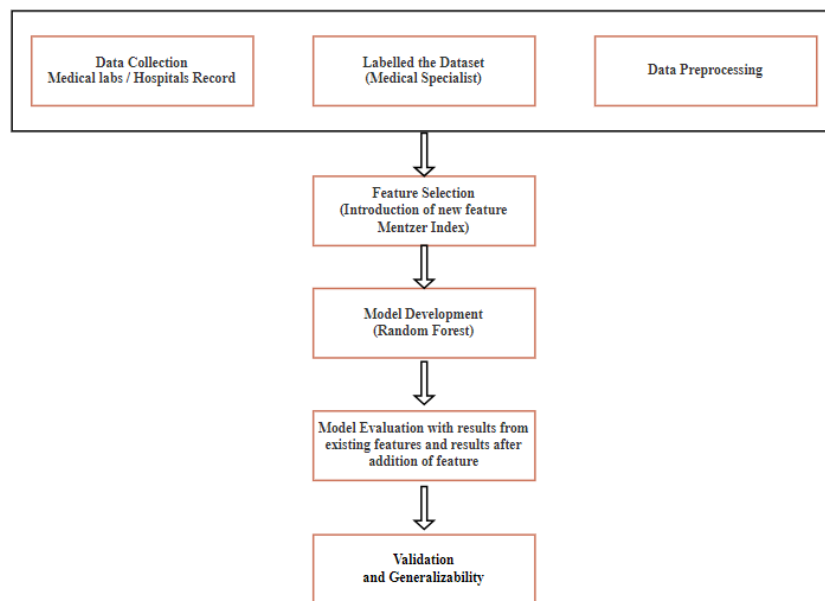 Data Collection
Medical labs / Hospitals Record
Labelled the Dataset
(Medical Specialist)
Data Preprocessing
Feature Selection
(Introduction of new feature
Mentzer Index)
Model Development
(Random Forest)
Model Evaluation with results from
existing features and results after
addition of feature
Validation
and Generalizability